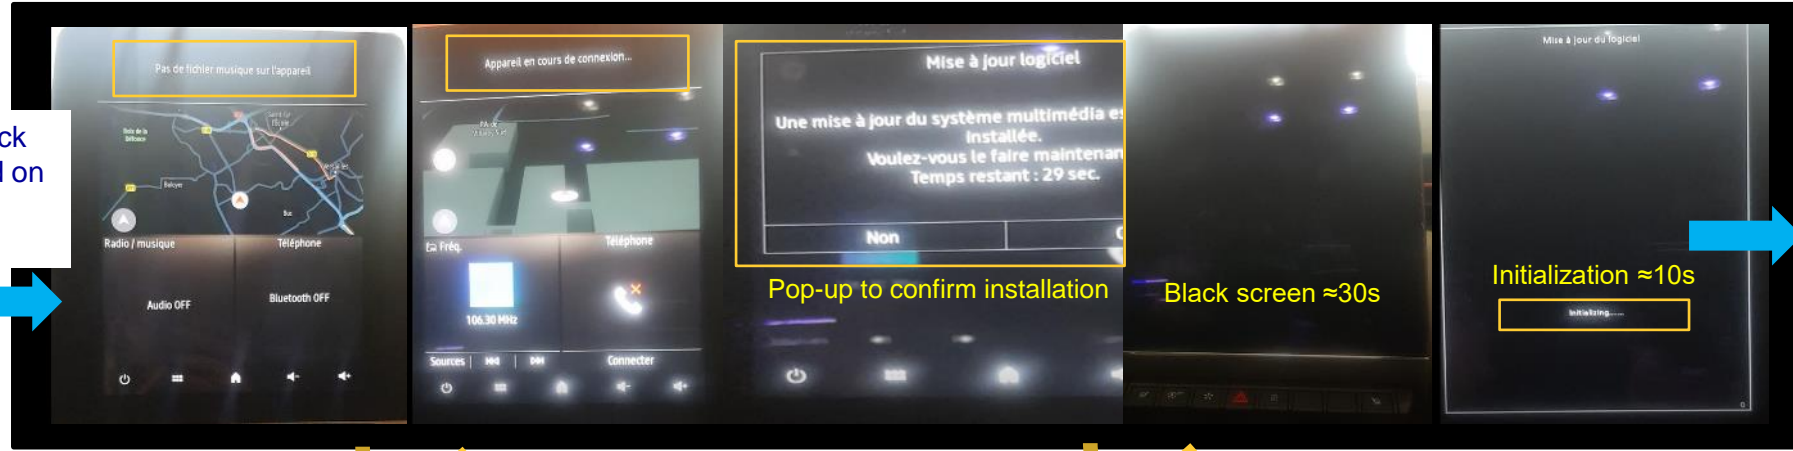 ck
on
Pas de fichier musique sur l'appareil
Radio / musique
Téléphone
Audio OFF
Bluetooth OFF
Appareil en cours de connexion...
Fréq.
Téléphone
106.30 MHz
Sources
Connecter
Mise à jour logiciel
Une mise à jour du système multimédia es
installée.
Voulez-vous le faire maintenan
Temps restant : 29 sec.
Non
Pop-up to confirm installation
Black screen ≈30s
Mise à jour du logiciel
Initialization ≈10s
Initializing......